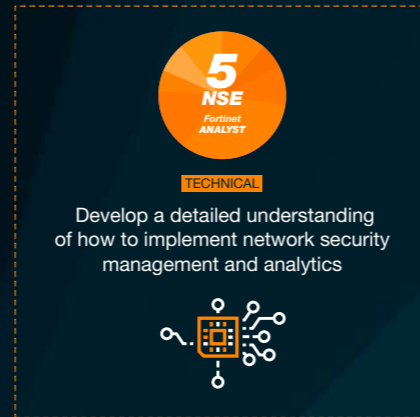 5
NSE
Fortinet
ANALYST
TECHNICAL
Develop a detailed understanding
of how to implement network security
management and analytics